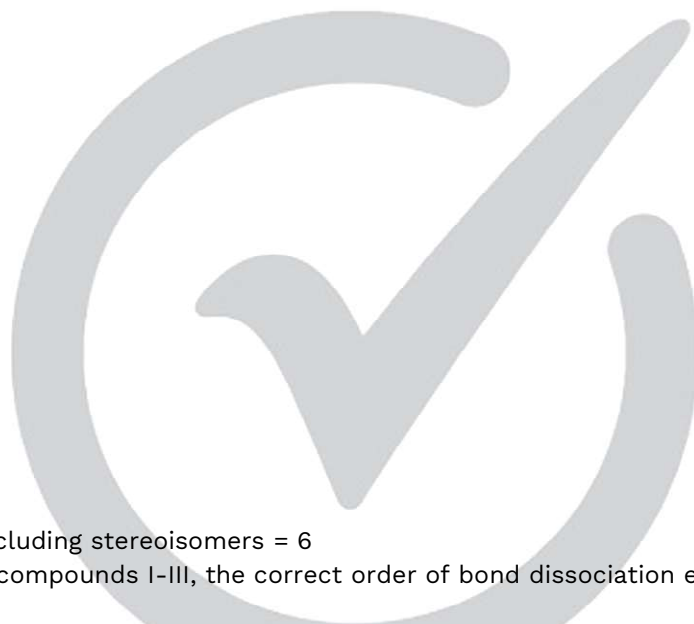 cluding stereoisomers = 6
compounds I-III, the correct order of bond dissociation